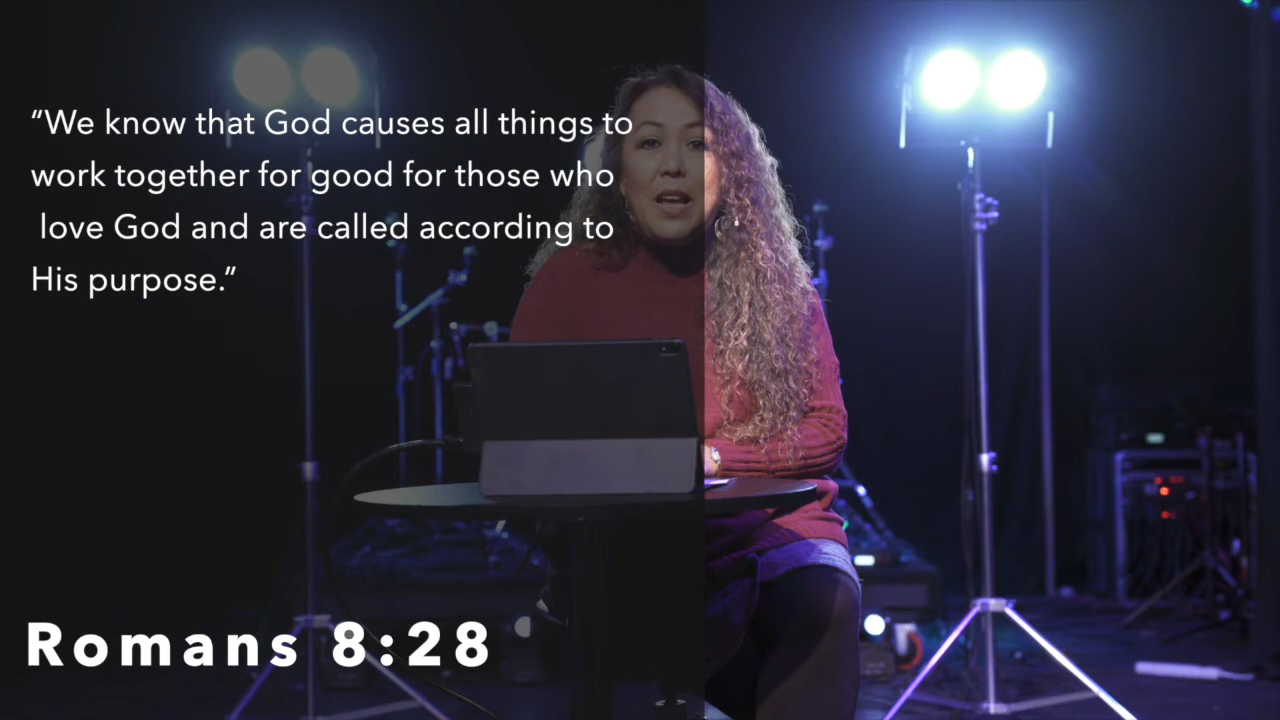 “We know that God causes all things to
work together for good for those who
love God and are called according to
His purpose.”
Romans 8:28